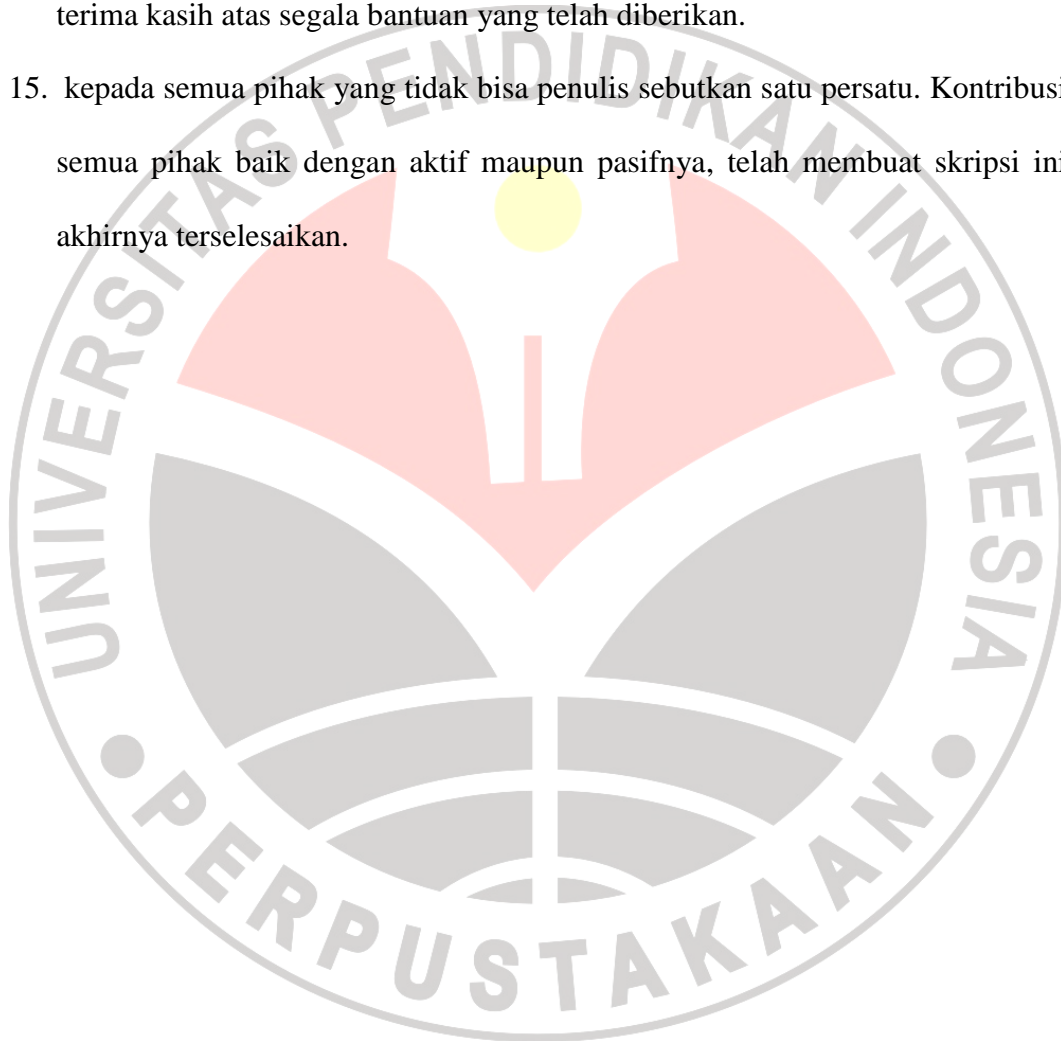 terima kasih atas segala bantuan yang telah diberikan.
15. kepada semua pihak yang tidak bisa penulis sebutkan satu persatu. Kontribusi
semua pihak baik dengan aktif maupun pasifnya, telah membuat skripsi ini
akhirnya terselesaikan.
UNIVERSITAS PENDIDIKAN INDONESIA
PERPUSTAKAAN